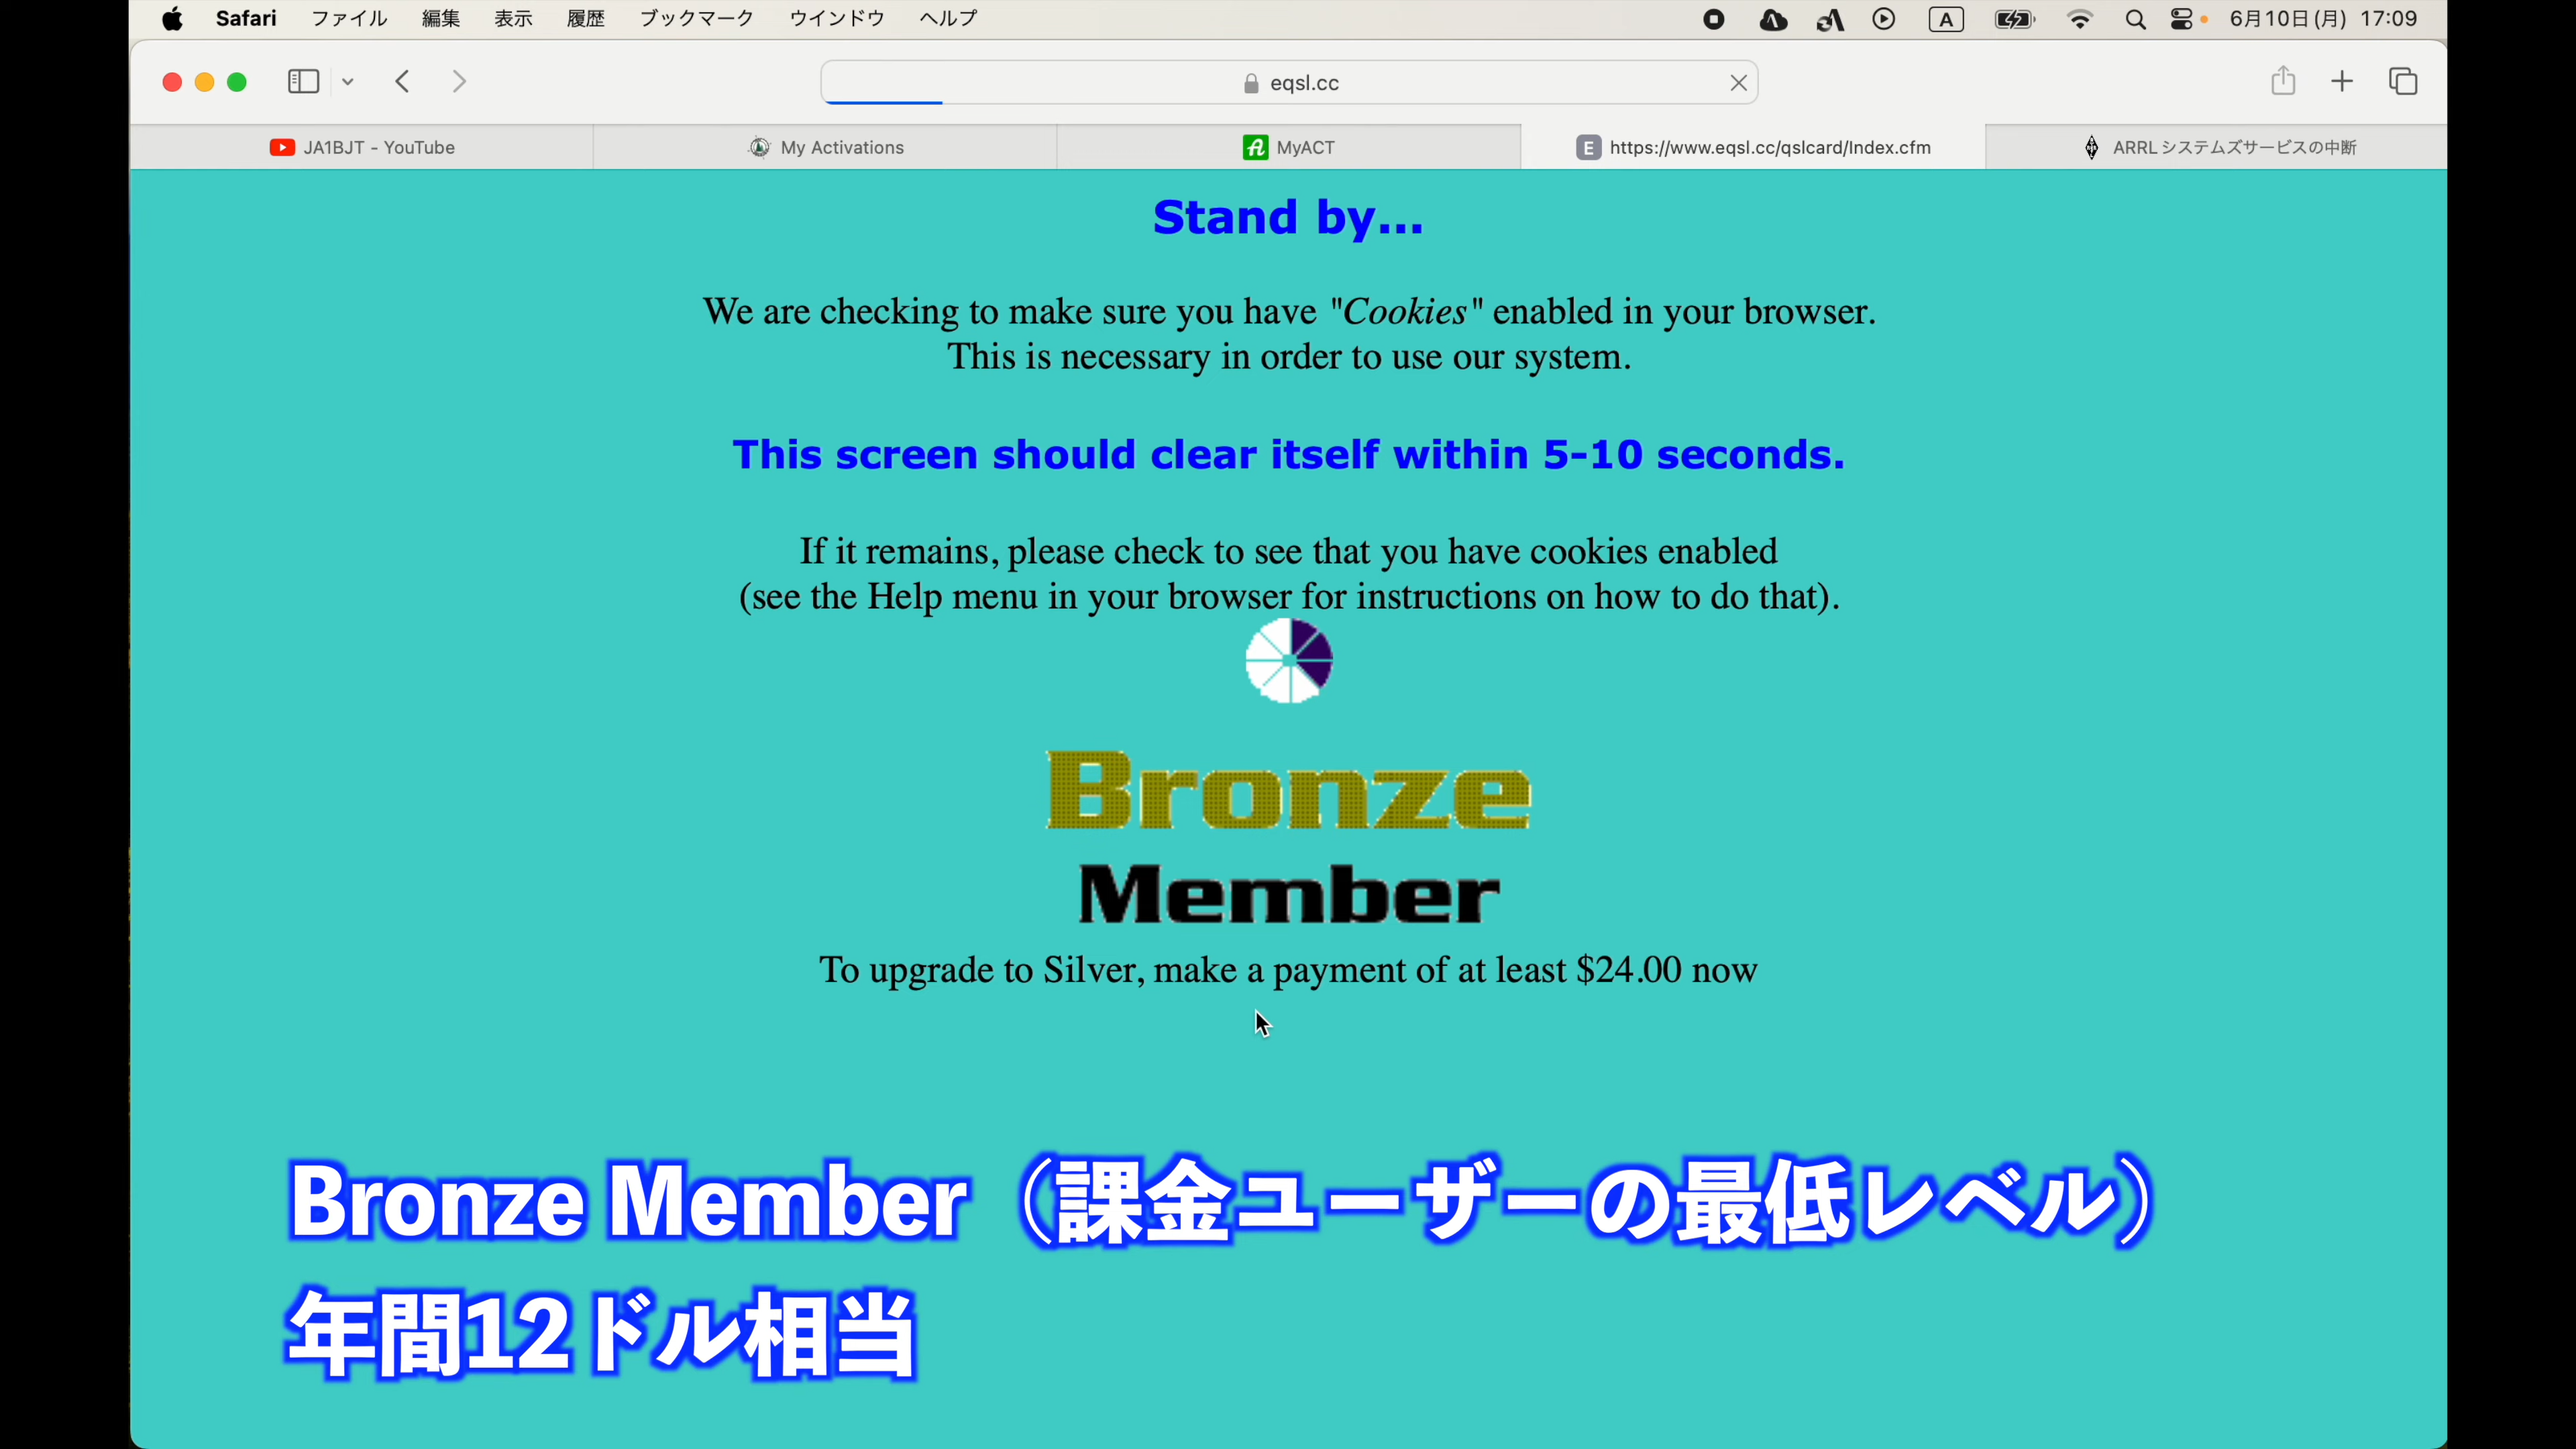 Safari ファイル 編集 表示 履歴 ブックマーク ウインドウ ヘルプ A 6月10日(月) 17:09
eqsl.cc
JA1BJT - YouTube My Activations MyACT E https://www.eqsl.cc/qslcard/Index.cfm ARRL システムズサービスの中断
Stand by...
We are checking to make sure you have "Cookies" enabled in your browser.
This is necessary in order to use our system.
This screen should clear itself within 5-10 seconds.
If it remains, please check to see that you have cookies enabled
(see the Help menu in your browser for instructions on how to do that).
Bronze
Member
To upgrade to Silver, make a payment of at least $24.00 now
Bronze Member（課金ユーザーの最低レベル）
年間12ドル相当